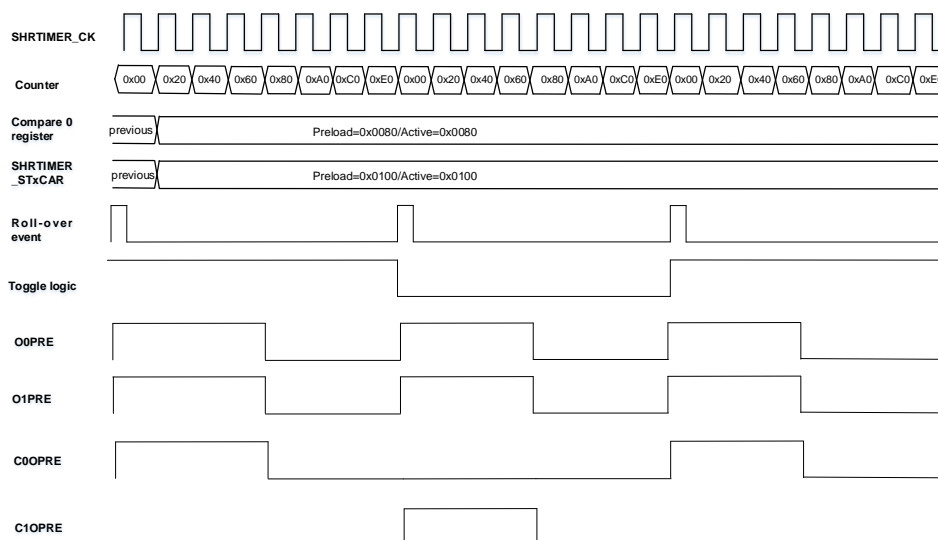 SHRTIMER_CK
Counter 0x00 0x20 0x40 0x60 0x80 0xA0 0xC0 0xE0 0x00 0x20 0x40 0x60 0x80 0xA0 0xC0 0xE0 0x00 0x20 0x40 0x60 0x80 0xA0 0xC0 0xE
Compare 0
register
previous Preload=0x0080/Active=0x0080
SHRTIMER
_STxCAR
previous Preload=0x0100/Active=0x0100
Roll-over
event
Toggle logic
O0PRE
O1PRE
C0OPRE
C1OPRE